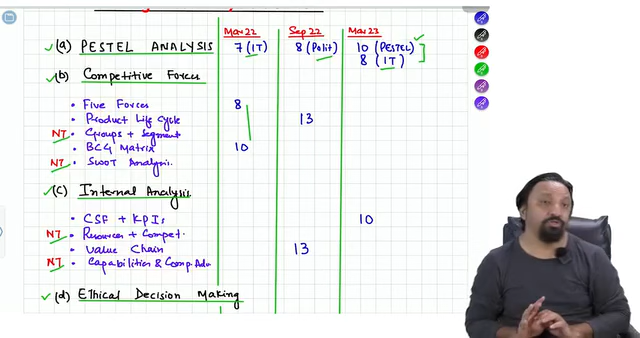 Mar 22 Sep 22 Mar 23
(a) PESTEL ANALYSIS 7 (IT) 8 (Polit) 10 (PESTEL)
8 (IT)
(b) Competitive Forces
• Five Forces 8
• Product Life Cycle 13
NT • Groups + Segment
• BCG Matrix 10
NT • SWOT Analysis.
(c) Internal Analysis
• CSF + KPIs 10
NT • Resources + Compet.
• Value Chain 13
NT • Capabilities & Comp. Adv
(d) Ethical Decision Making